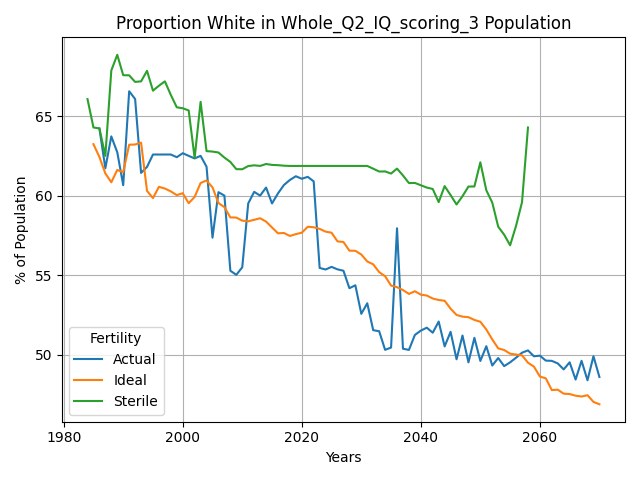 Proportion White in Whole_Q2_IQ_scoring_3 Population
% of Population
65
60
55
50
Fertility
Actual
Ideal
Sterile
1980
2000
2020
2040
2060
Years